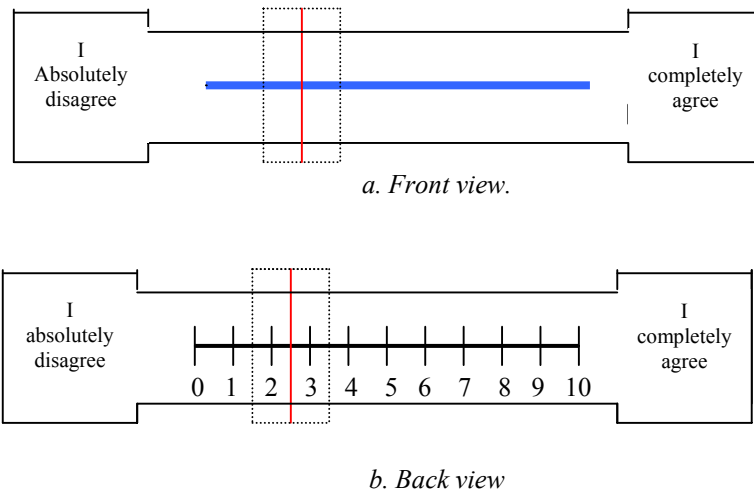 I
Absolutely
disagree
I
completely
agree
a. Front view.
I
absolutely
disagree
0 1 2 3 4 5 6 7 8 9 10
I
completely
agree
b. Back view